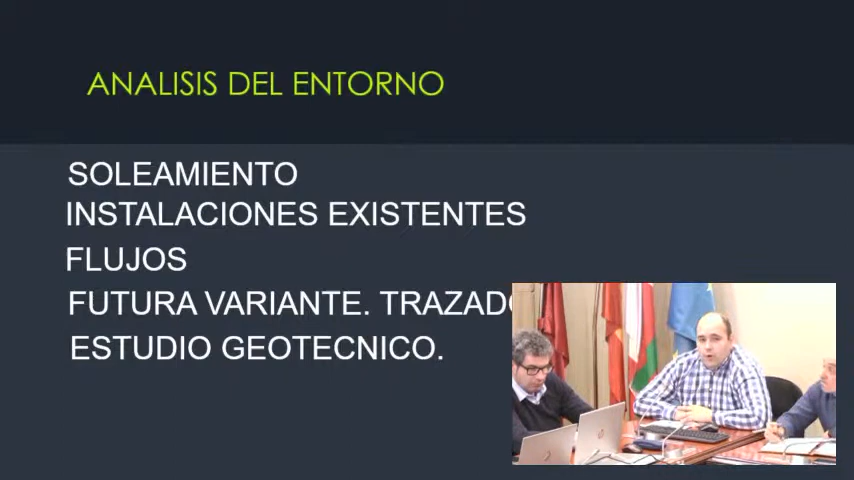 ANALISIS DEL ENTORNO
SOLEAMIENTO
INSTALACIONES EXISTENTES
FLUJOS
FUTURA VARIANTE. TRAZADO
ESTUDIO GEOTECNICO.